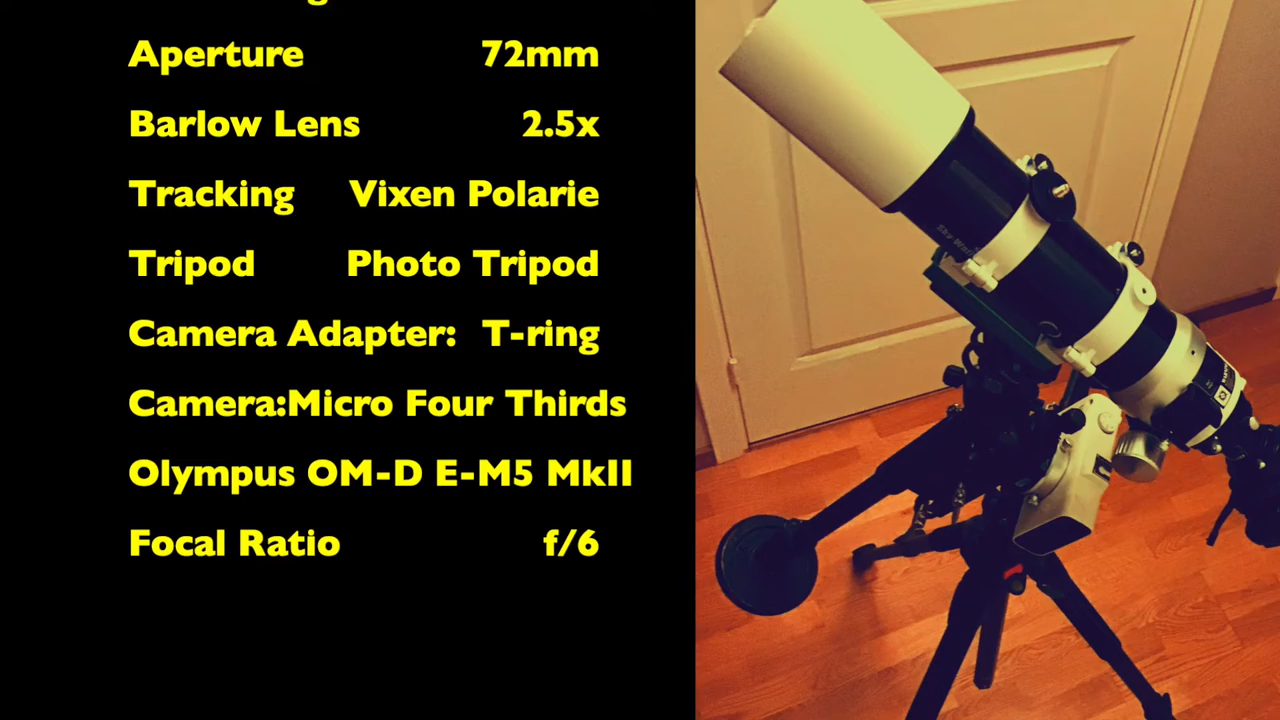 Aperture 72mm
Barlow Lens 2.5x
Tracking Vixen Polarie
Tripod Photo Tripod
Camera Adapter: T-ring
Camera:Micro Four Thirds
Olympus OM-D E-M5 MkII
Focal Ratio f/6